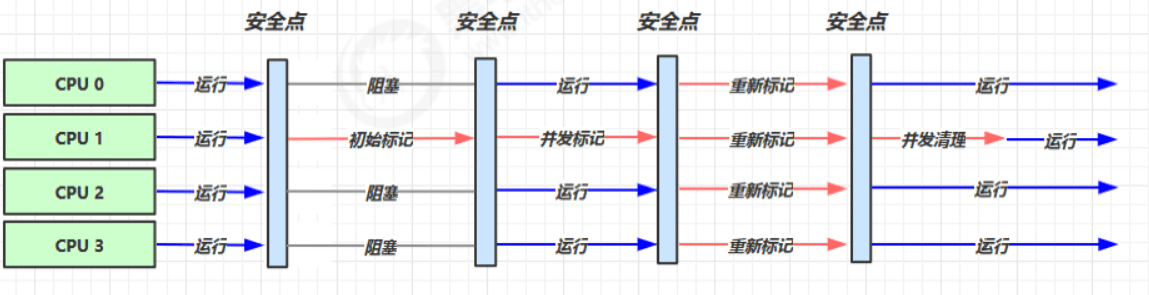 安全点 安全点 安全点 安全点
CPU 0 运行 阻塞 运行 重新标记 运行
CPU 1 运行 初始标记 并发标记 重新标记 并发清理 运行
CPU 2 运行 阻塞 运行 重新标记 运行
CPU 3 运行 阻塞 运行 重新标记 运行